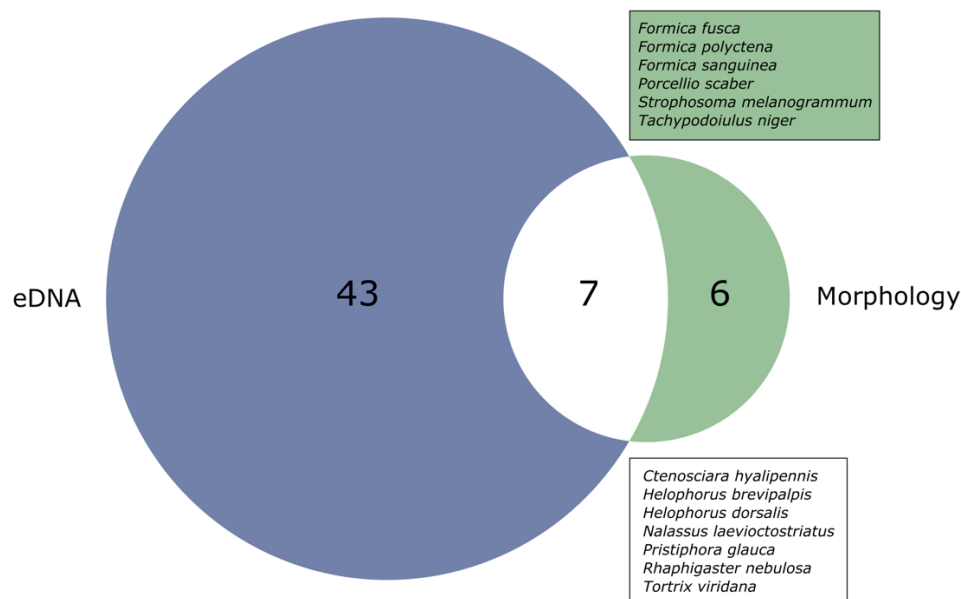 Formica fusca
Formica polyctena
Formica sanguinea
Porcellio scaber
Strophosoma melanogrammum
Tachypodoiulus niger
eDNA
43
7
6
Morphology
Ctenosciara hyalipennis
Helophorus brevipalpis
Helophorus dorsalis
Nalassus laevioctostriatus
Pristiphora glauca
Rhaphigaster nebulosa
Tortrix viridana